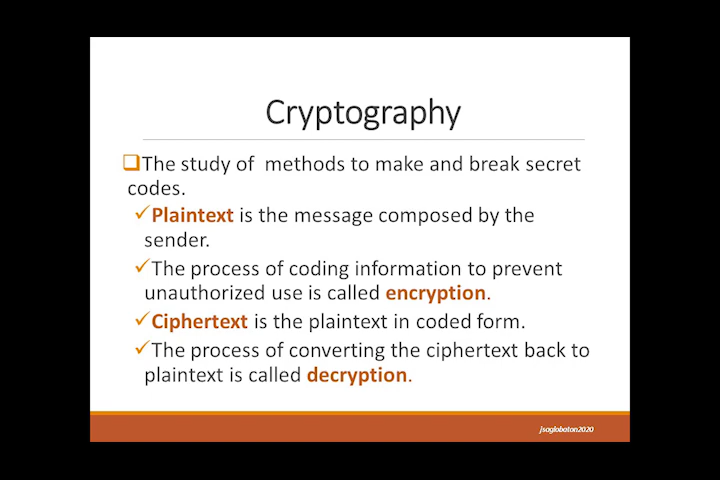 Cryptography
The study of methods to make and break secret
codes.
Plaintext is the message composed by the
sender.
The process of coding information to prevent
unauthorized use is called encryption.
Ciphertext is the plaintext in coded form.
The process of converting the ciphertext back to
plaintext is called decryption.
jsaglobaton2020